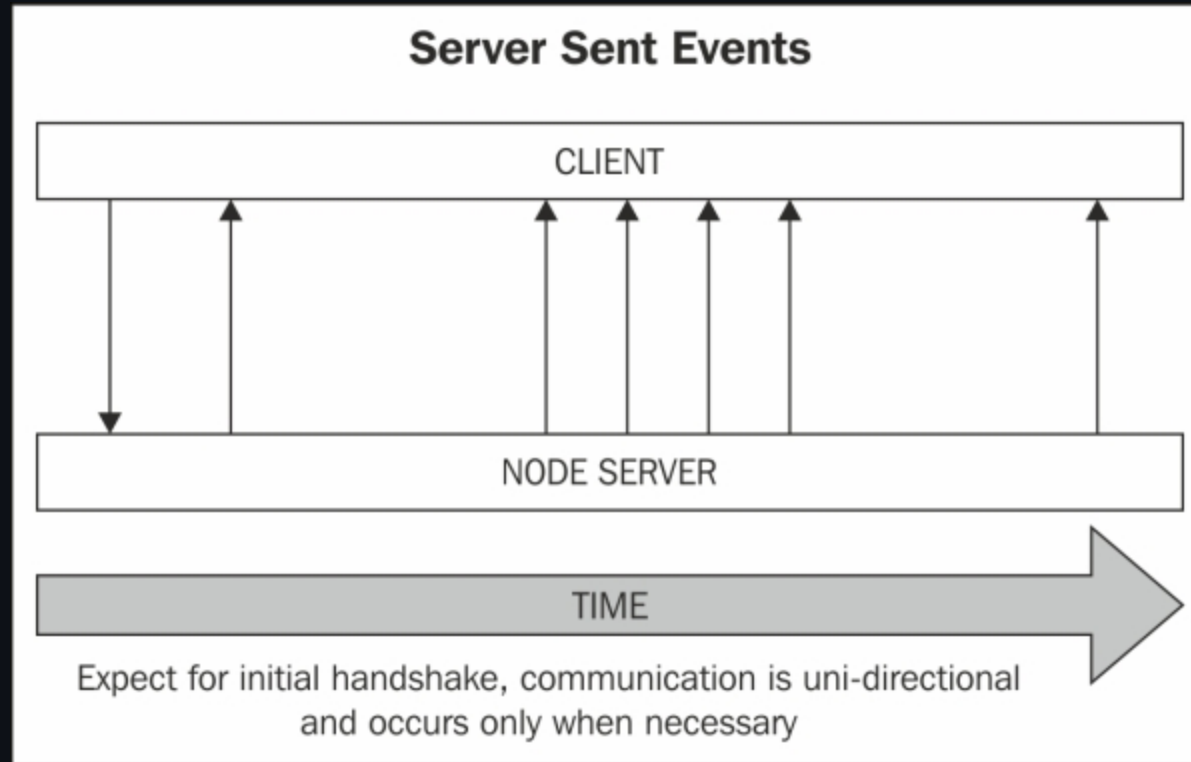 Server Sent Events
CLIENT
NODE SERVER
TIME
Expect for initial handshake, communication is uni-directional
and occurs only when necessary